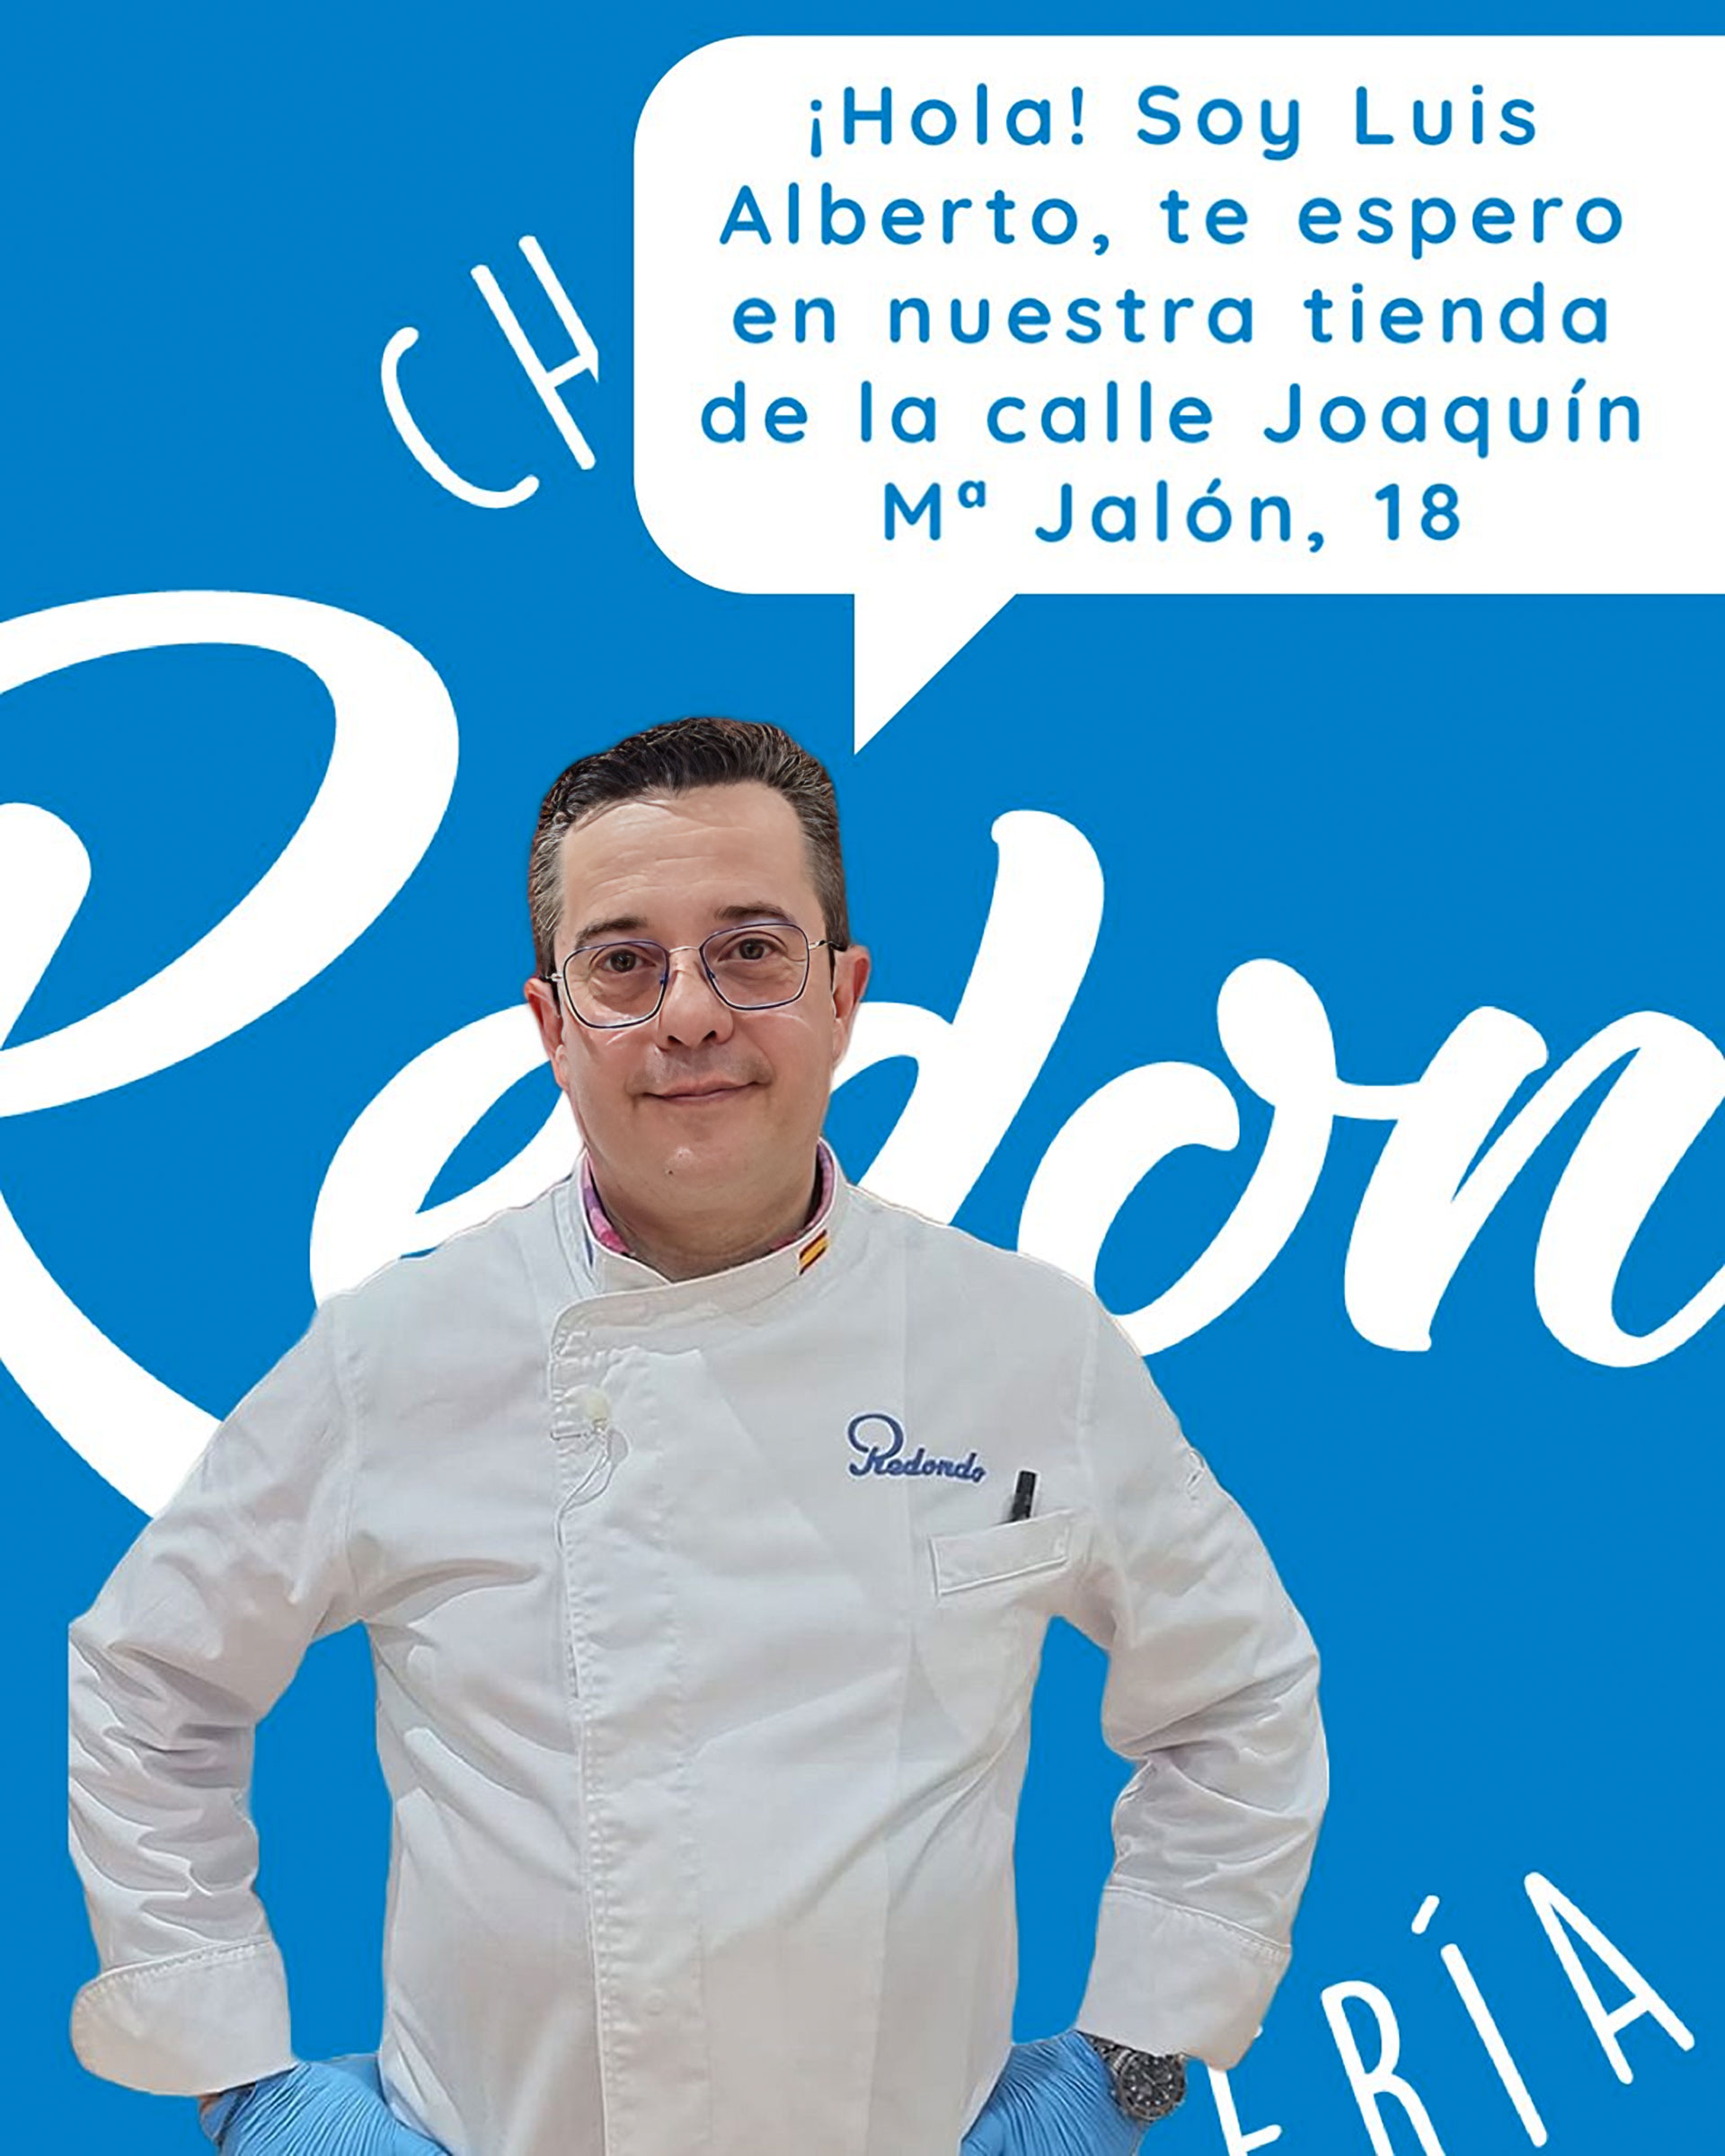 ¡Hola! Soy Luis
Alberto, te espero
en nuestra tienda
de la calle Joaquín
Mª Jalón, 18
CH
Redon
Redondo
ERÍA